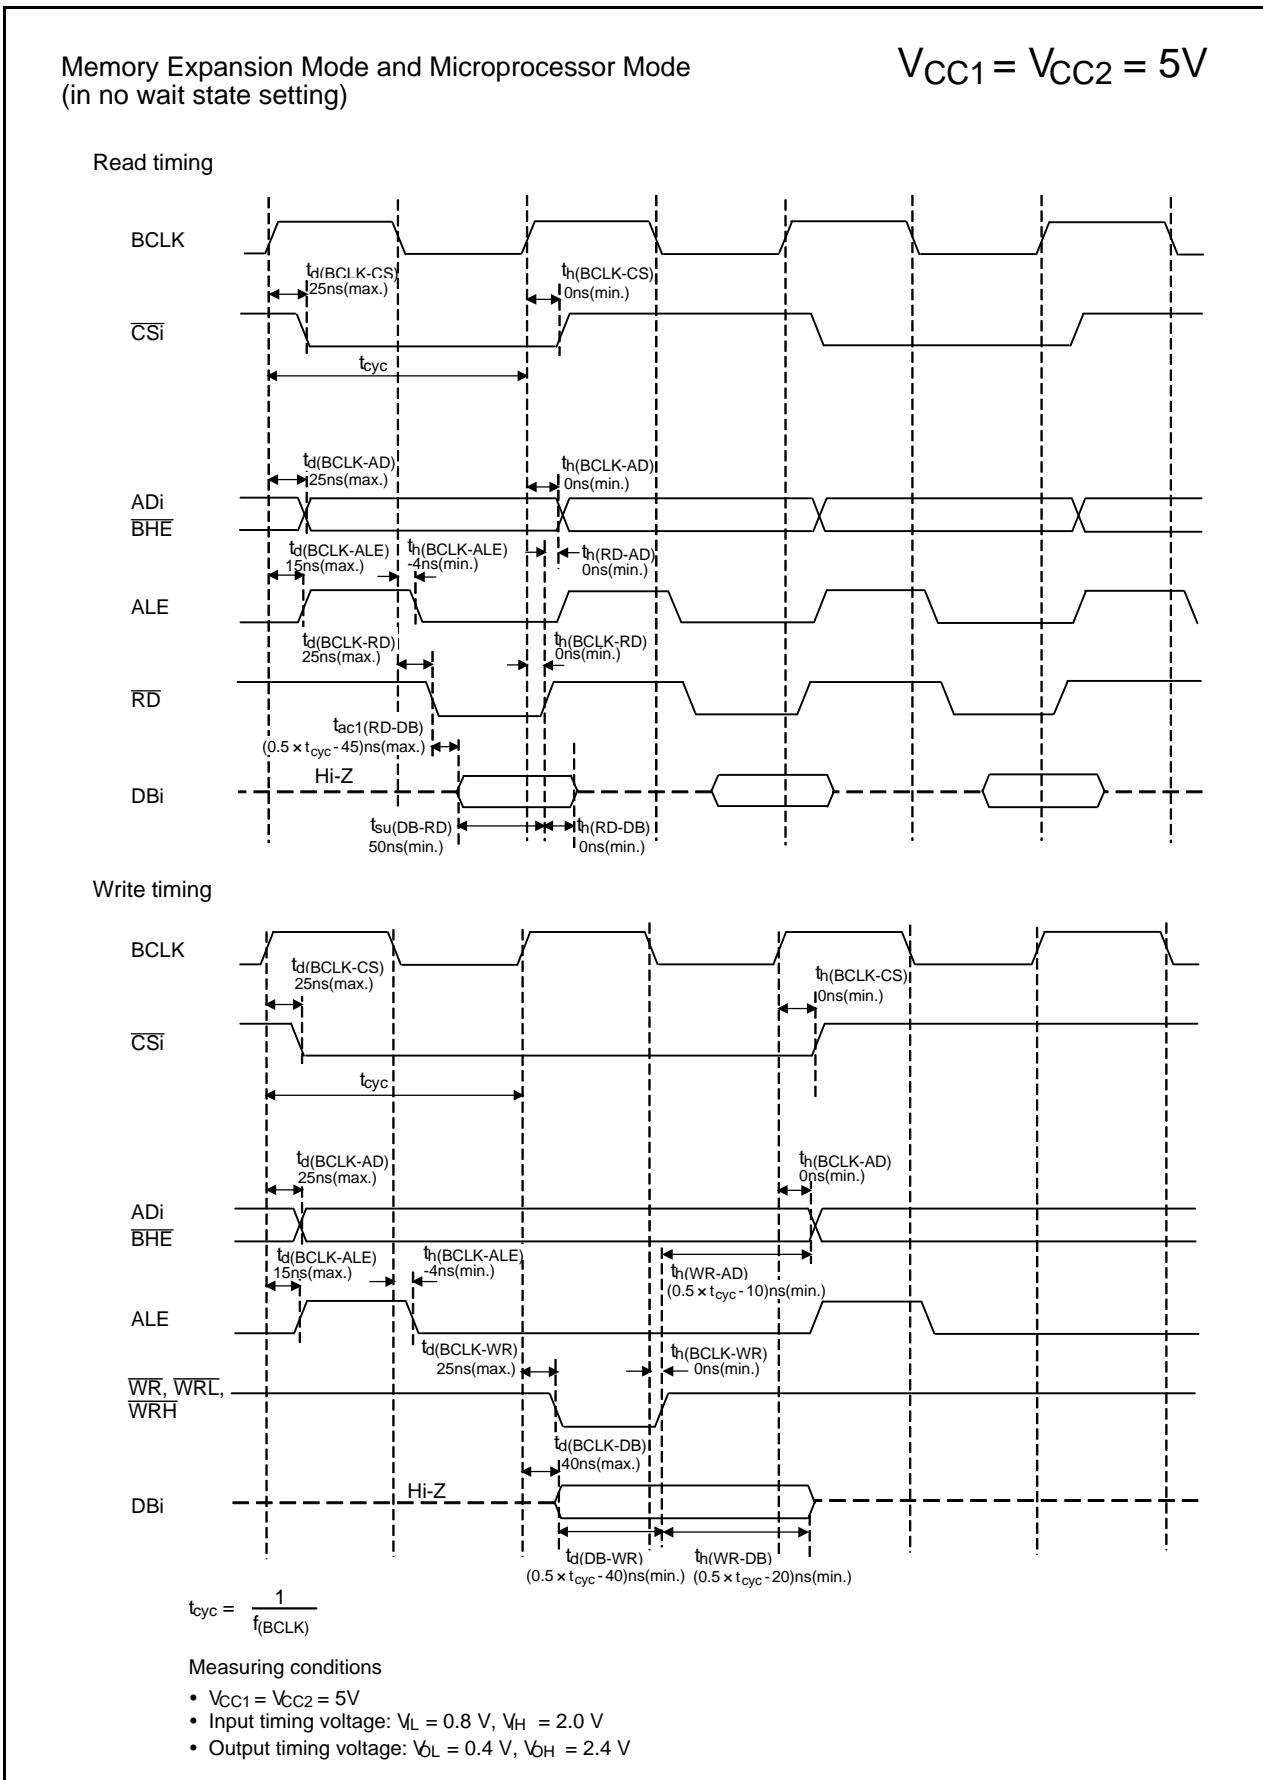 Memory Expansion Mode and Microprocessor Mode
(in no wait state setting)
VCC1 = VCC2 = 5V
Read timing
BCLK
td(BCLK-CS)
25ns(max.)
th(BCLK-CS)
0ns(min.)
CSi
tcyc
td(BCLK-AD)
25ns(max.)
th(BCLK-AD)
0ns(min.)
ADi
BHE
td(BCLK-ALE)
15ns(max.)
th(BCLK-ALE)
-4ns(min.)
th(RD-AD)
0ns(min.)
ALE
td(BCLK-RD)
25ns(max.)
th(BCLK-RD)
0ns(min.)
RD
tac1(RD-DB)
(0.5 × tcyc - 45)ns(max.)
Hi-Z
DBi
tsu(DB-RD)
50ns(min.)
th(RD-DB)
0ns(min.)
Write timing
BCLK
td(BCLK-CS)
25ns(max.)
th(BCLK-CS)
0ns(min.)
CSi
tcyc
td(BCLK-AD)
25ns(max.)
th(BCLK-AD)
0ns(min.)
ADi
BHE
td(BCLK-ALE)
15ns(max.)
th(BCLK-ALE)
-4ns(min.)
th(WR-AD)
(0.5 × tcyc - 10)ns(min.)
ALE
td(BCLK-WR)
25ns(max.)
th(BCLK-WR)
0ns(min.)
WR, WRL,
WRH
td(BCLK-DB)
40ns(max.)
Hi-Z
DBi
td(DB-WR)
(0.5 × tcyc - 40)ns(min.)
th(WR-DB)
(0.5 × tcyc - 20)ns(min.)
tcyc = 1
f(BCLK)
Measuring conditions
• VCC1 = VCC2 = 5V
• Input timing voltage: VIL = 0.8 V, VIH = 2.0 V
• Output timing voltage: VOL = 0.4 V, VOH = 2.4 V